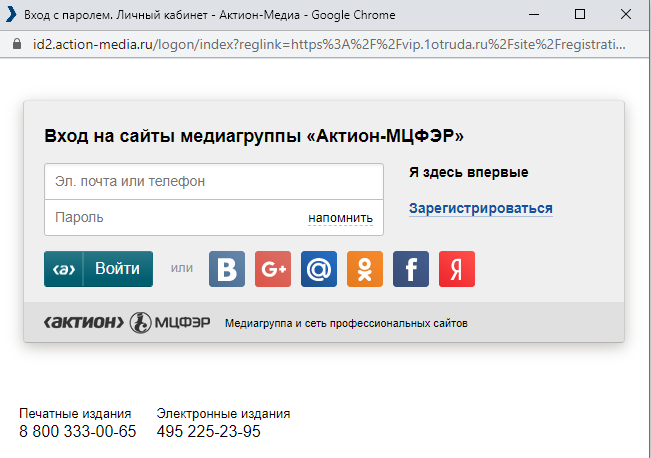 Вход с паролем. Личный кабинет - Актион-Медиа - Google Chrome
id2.action-media.ru/logon/index?reglink=https%3A%2F%2Fvip.1otruda.ru%2Fsite%2Fregistrati...
Вход на сайты медиагруппы «Актион-МЦФЭР»
Эл. почта или телефон
Я здесь впервые
Пароль напомнить
Зарегистрироваться
‹а› Войти или В G+ @ f Я
‹актион› МЦФЭР Медиагруппа и сеть профессиональных сайтов
Печатные издания Электронные издания
8 800 333-00-65 495 225-23-95